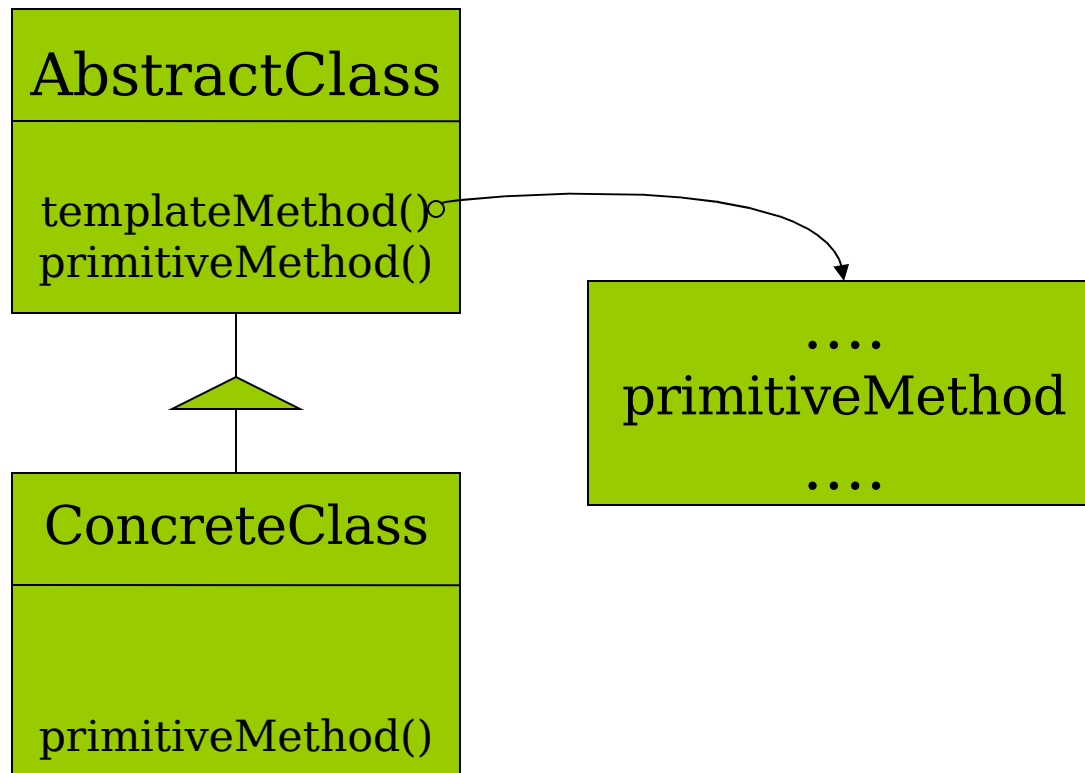 AbstractClass
templateMethod()
primitiveMethod()
....
primitiveMethod
....
ConcreteClass
primitiveMethod()